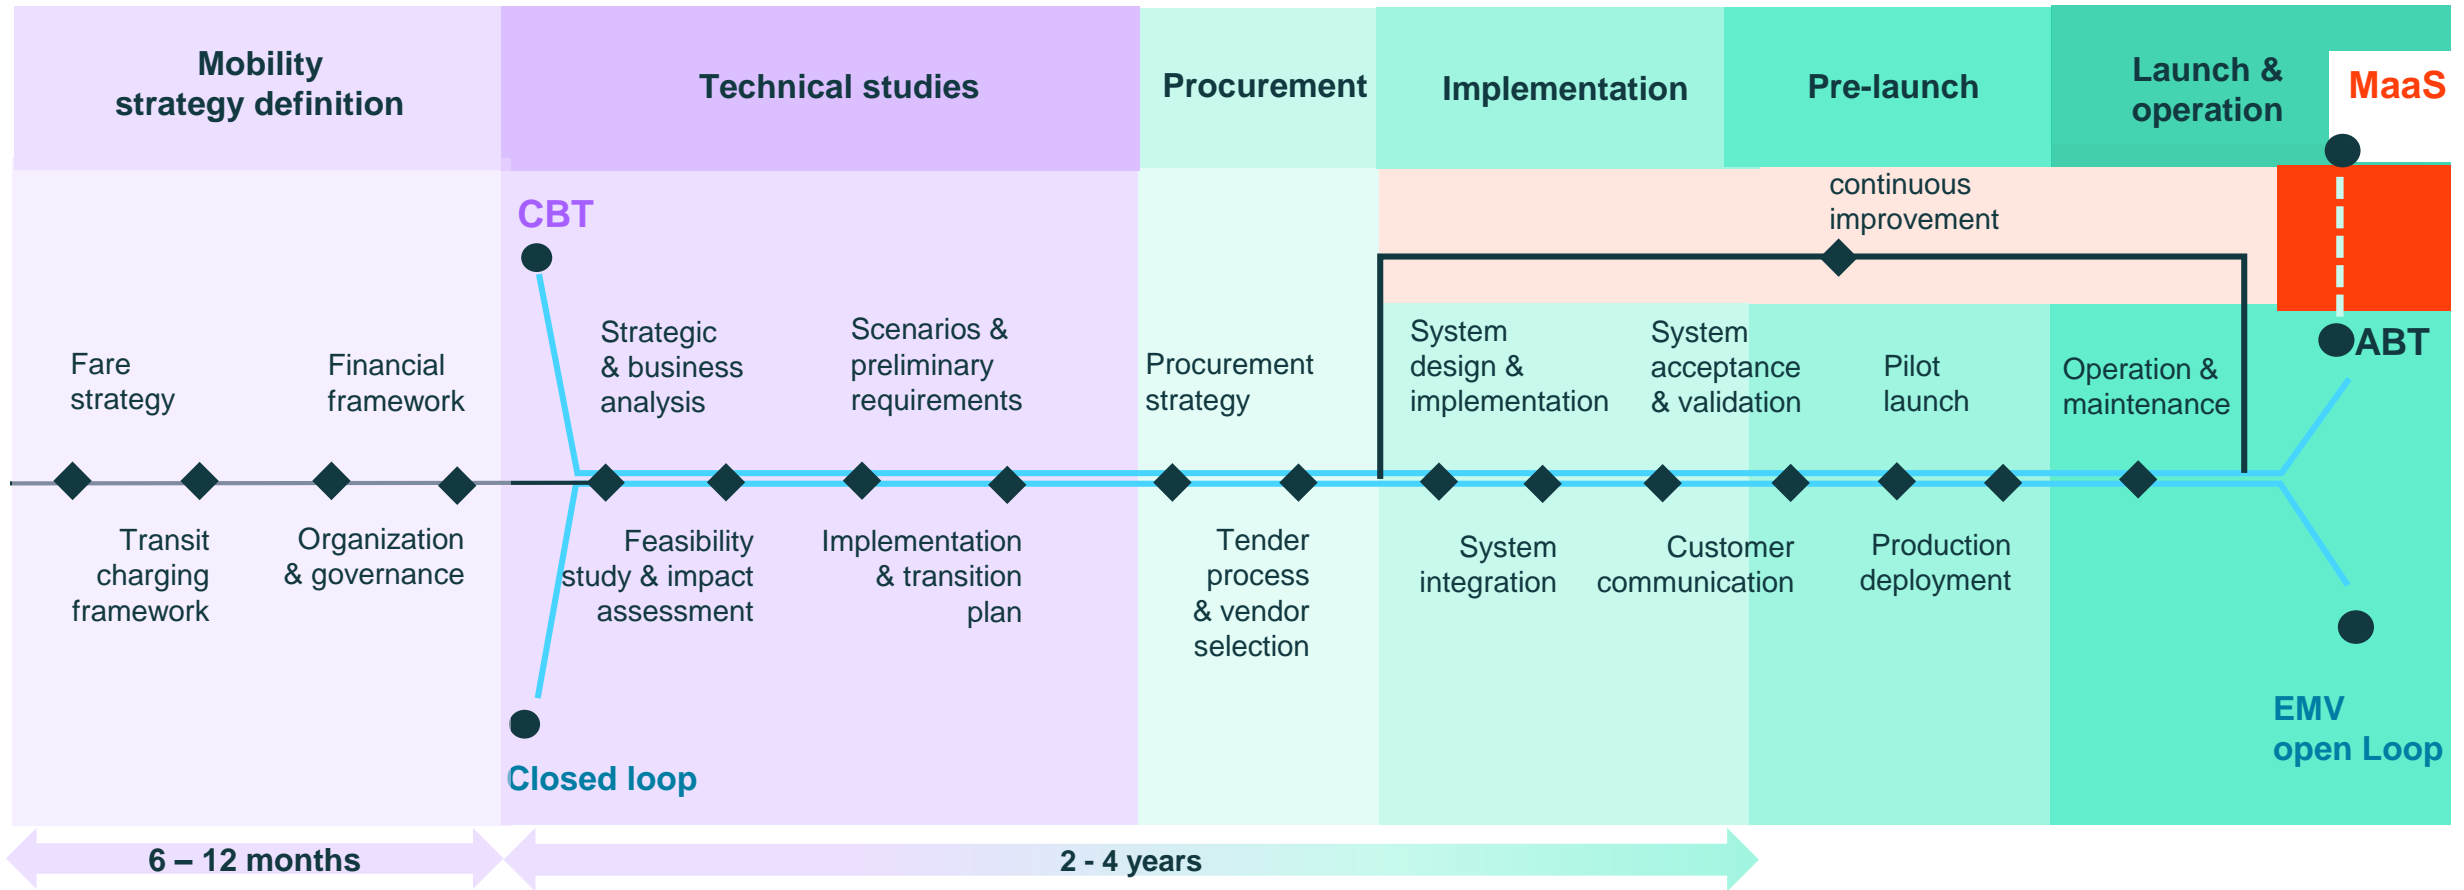 Mobility
strategy definition
Technical studies
Procurement
Implementation
Pre-launch
Launch &
operation
MaaS
CBT
continuous
improvement
Fare
strategy
Financial
framework
Strategic
& business
analysis
Scenarios &
preliminary
requirements
Procurement
strategy
System
design &
implementation
System
acceptance
& validation
Pilot
launch
Operation &
maintenance
ABT
Transit
charging
framework
Organization
& governance
Feasibility
study & impact
assessment
Implementation
& transition
plan
Tender
process
& vendor
selection
System
integration
Customer
communication
Production
deployment
Closed loop
EMV
open Loop
6 – 12 months
2 - 4 years